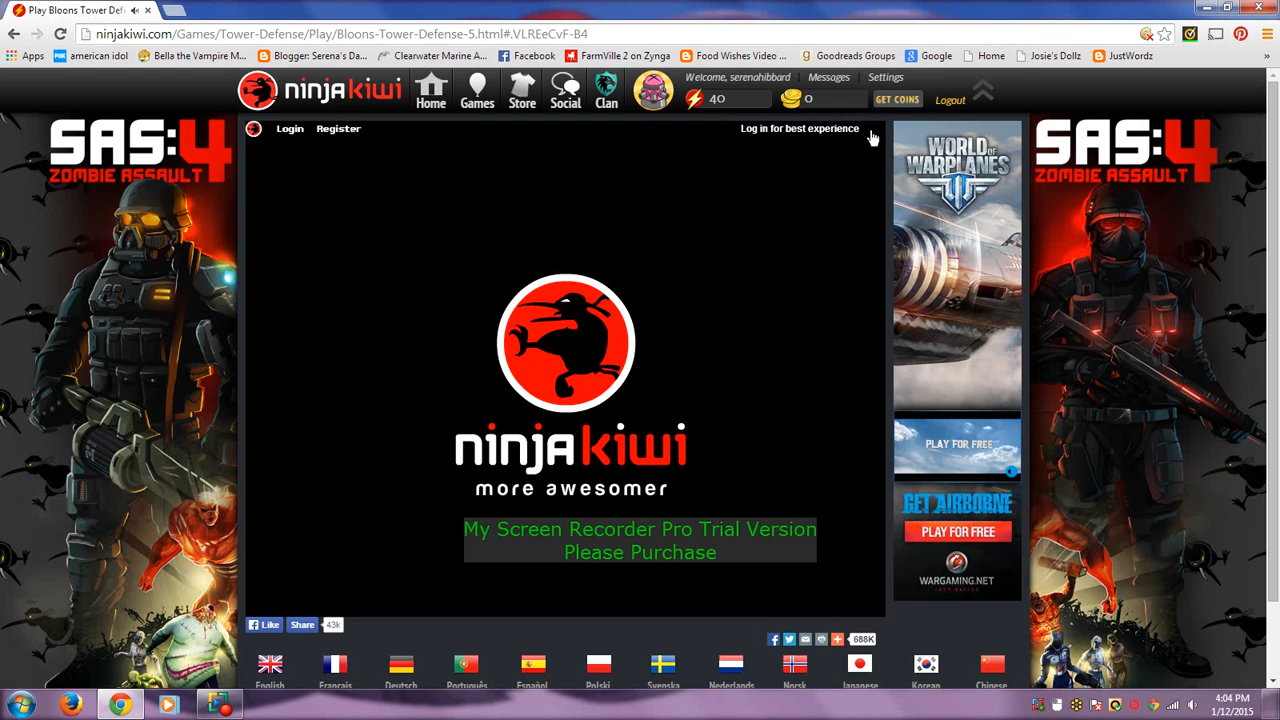 Play Bloons Tower Def
ninjakiwi.com/Games/Tower-Defense/Play/Bloons-Tower-Defense-5.html#.VLREeCvF-B4
Apps american idol Bella the Vampire M... Blogger: Serena's Da... Clearwater Marine A... Facebook FarmVille 2 on Zynga Food Wishes Video ... Goodreads Groups Google Home Josie's Dollz JustWordz »
ninjakiwi Home Games Store Social Clan
Welcome, serenahibbard Messages Settings
40 0 GET COINS Logout
Login Register Log in for best experience
SAS:4
ZOMBIE ASSAULT
WORLD OF
WARPLANES
SAS:4
ZOMBIE ASSAULT
ninjakiwi
more awesomer
My Screen Recorder Pro Trial Version
Please Purchase
PLAY FOR FREE
GET AIRBORNE
PLAY FOR FREE
WARGAMING.NET
LET'S BATTLE
Like Share 43k
688K
English Français Deutsch Português Español Polski Svenska Nederlands Norsk Japanese Korean Chinese
4:04 PM
1/12/2015